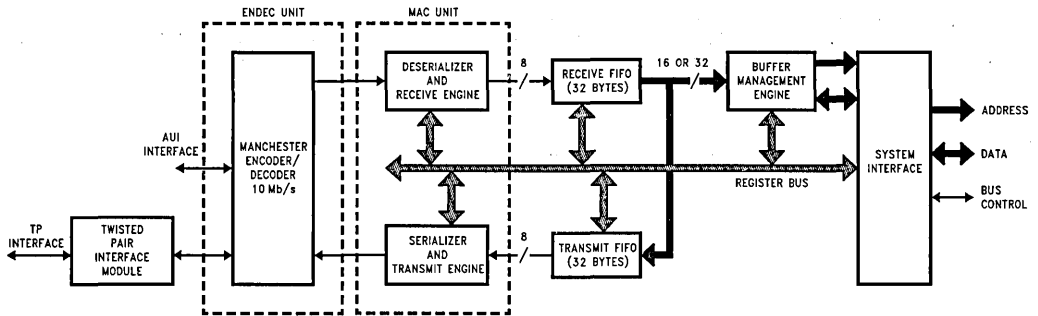 ENDEC UNIT
MAC UNIT
DESERIALIZER
AND
RECEIVE ENGINE
8
RECEIVE FIFO
(32 BYTES)
16 OR 32
BUFFER
MANAGEMENT
ENGINE
AUI
INTERFACE
MANCHESTER
ENCODER/
DECODER
10 Mb/s
REGISTER BUS
SYSTEM
INTERFACE
ADDRESS
DATA
BUS
CONTROL
TP
INTERFACE
TWISTED
PAIR
INTERFACE
MODULE
SERIALIZER
AND
TRANSMIT ENGINE
8
TRANSMIT FIFO
(32 BYTES)